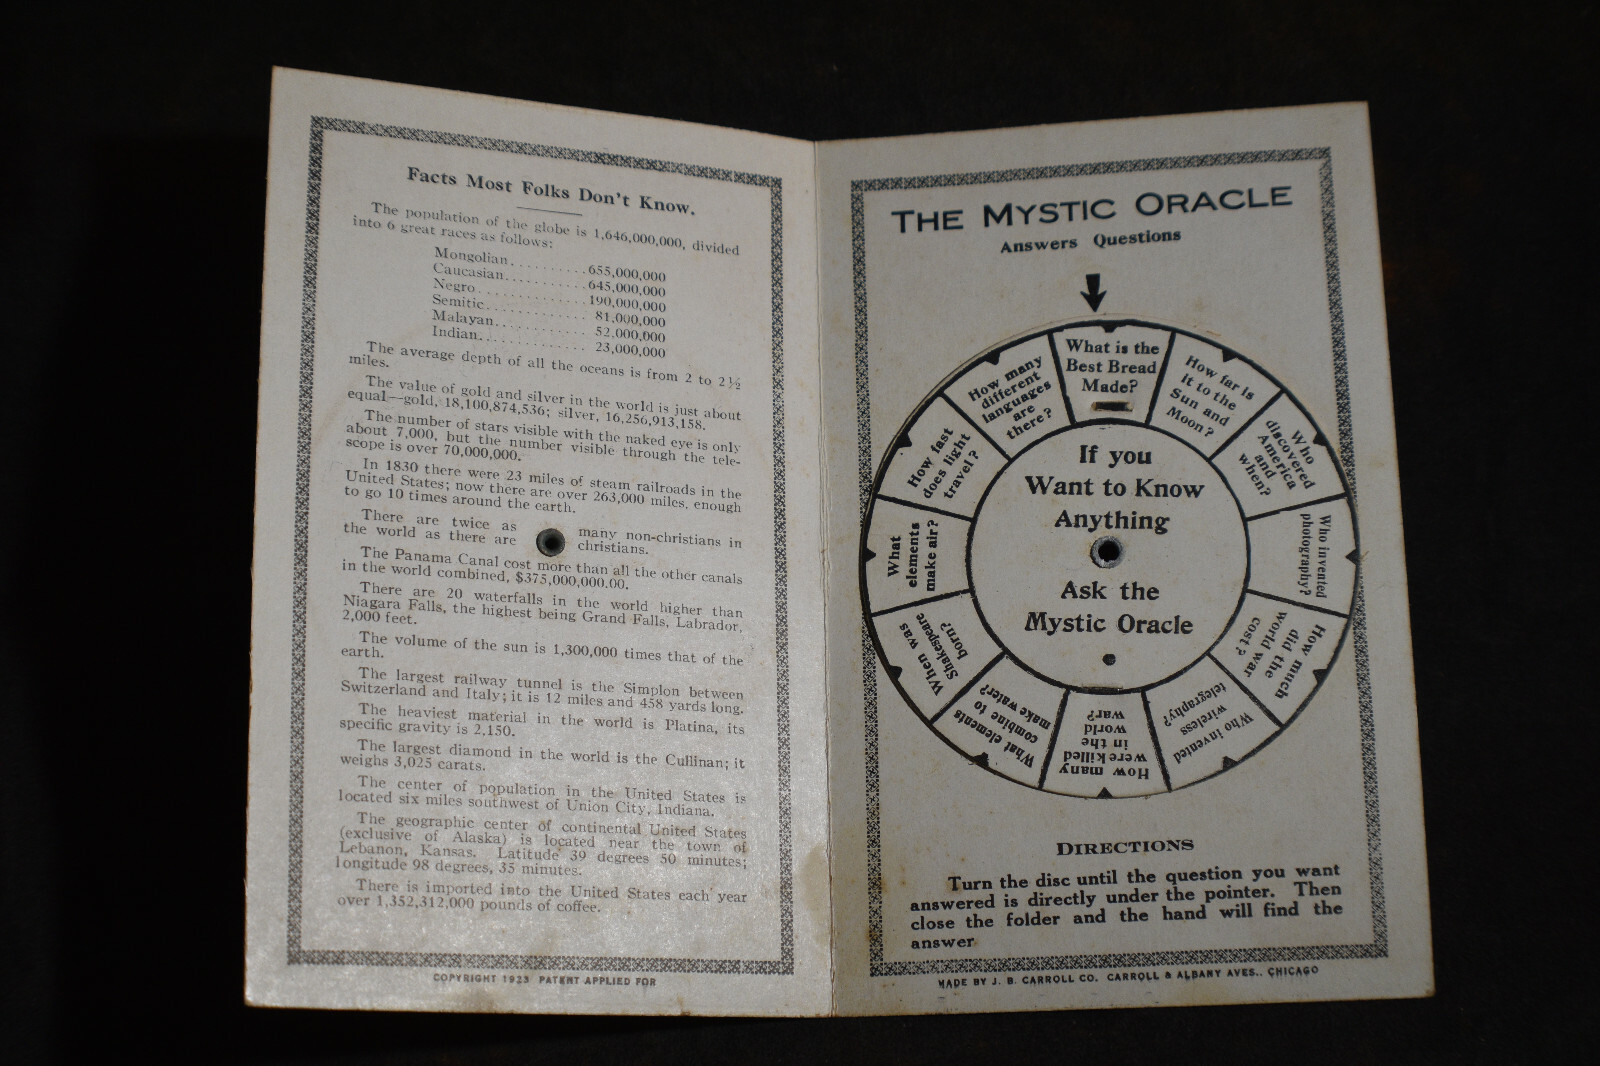 Facts Most Folks Don't Know.
The population of the globe is 1,646,000,000, divided
into 6 great races as follows:
Mongolian..........655,000,000
Caucasian..........645,000,000
Negro..............190,000,000
Semitic............ 81,000,000
Malayan............ 52,000,000
Indian............. 23,000,000
The average depth of all the oceans is from 2 to 2½
miles.
The value of gold and silver in the world is just about
equal—gold, 18,100,874,536; silver, 16,256,913,158.
The number of stars visible with the naked eye is only
about 7,000, but the number visible through the tele-
scope is over 70,000,000.
In 1830 there were 23 miles of steam railroads in the
United States; now there are over 263,000 miles, enough
to go 10 times around the earth.
There are twice as many non-christians in
the world as there are christians.
The Panama Canal cost more than all the other canals
in the world combined, $375,000,000.00.
There are 20 waterfalls in the world higher than
Niagara Falls, the highest being Grand Falls, Labrador,
2,000 feet.
The volume of the sun is 1,300,000 times that of the
earth.
The largest railway tunnel is the Simplon between
Switzerland and Italy; it is 12 miles and 458 yards long.
The heaviest material in the world is Platina, its
specific gravity is 2.150.
The largest diamond in the world is the Cullinan; it
weighs 3,025 carats.
The center of population in the United States is
located six miles southwest of Union City, Indiana.
The geographic center of continental United States
(exclusive of Alaska) is located near the town of
Lebanon, Kansas. Latitude 39 degrees 50 minutes;
longitude 98 degrees, 35 minutes.
There is imported into the United States each year
over 1,352,312,000 pounds of coffee.
COPYRIGHT 1923 PATENT APPLIED FOR
THE MYSTIC ORACLE
Answers Questions
What is the
Best Bread
Made?
How far is
It to the
Sun and
Moon?
Who
discovered
America
and
when?
Who invented
photography?
How much
did the
world war
cost?
Who invented
wireless
telegraphy?
How many
were killed
in the
world
war?
What elements
combine to
make water?
When was
Shakespeare
born?
What
elements
make air?
How fast
does light
travel?
How many
different
languages
are
there?
If you
Want to Know
Anything
Ask the
Mystic Oracle
DIRECTIONS
Turn the disc until the question you want
answered is directly under the pointer. Then
close the folder and the hand will find the
answer
MADE BY J. B. CARROLL CO. CARROLL & ALBANY AVES., CHICAGO